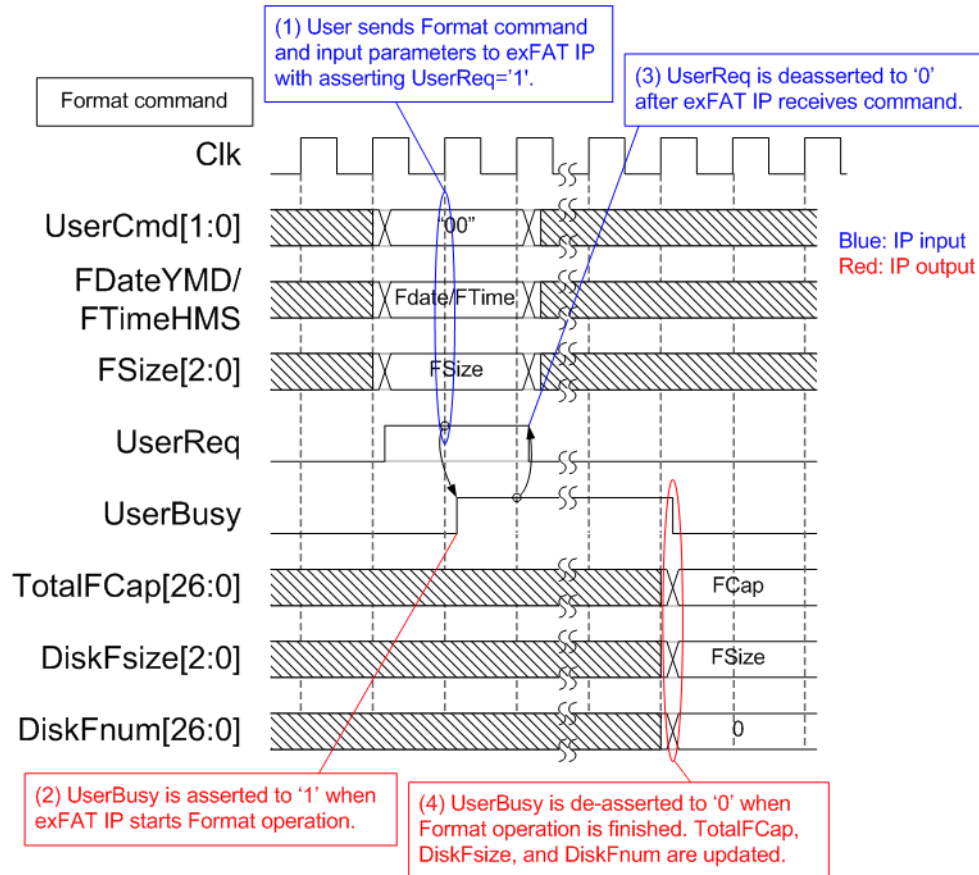 (1) User sends Format command
and input parameters to exFAT IP
with asserting UserReq='1'.
(3) UserReq is deasserted to ‘0’
after exFAT IP receives command.
Format command
Clk
UserCmd[1:0]
“00”
Blue: IP input
Red: IP output
FDateYMD/
FTimeHMS
Fdate/FTime
FSize[2:0]
FSize
UserReq
UserBusy
TotalFCap[26:0]
FCap
DiskFsize[2:0]
FSize
DiskFnum[26:0]
0
(2) UserBusy is asserted to ‘1’ when
exFAT IP starts Format operation.
(4) UserBusy is de-asserted to ‘0’ when
Format operation is finished. TotalFCap,
DiskFsize, and DiskFnum are updated.